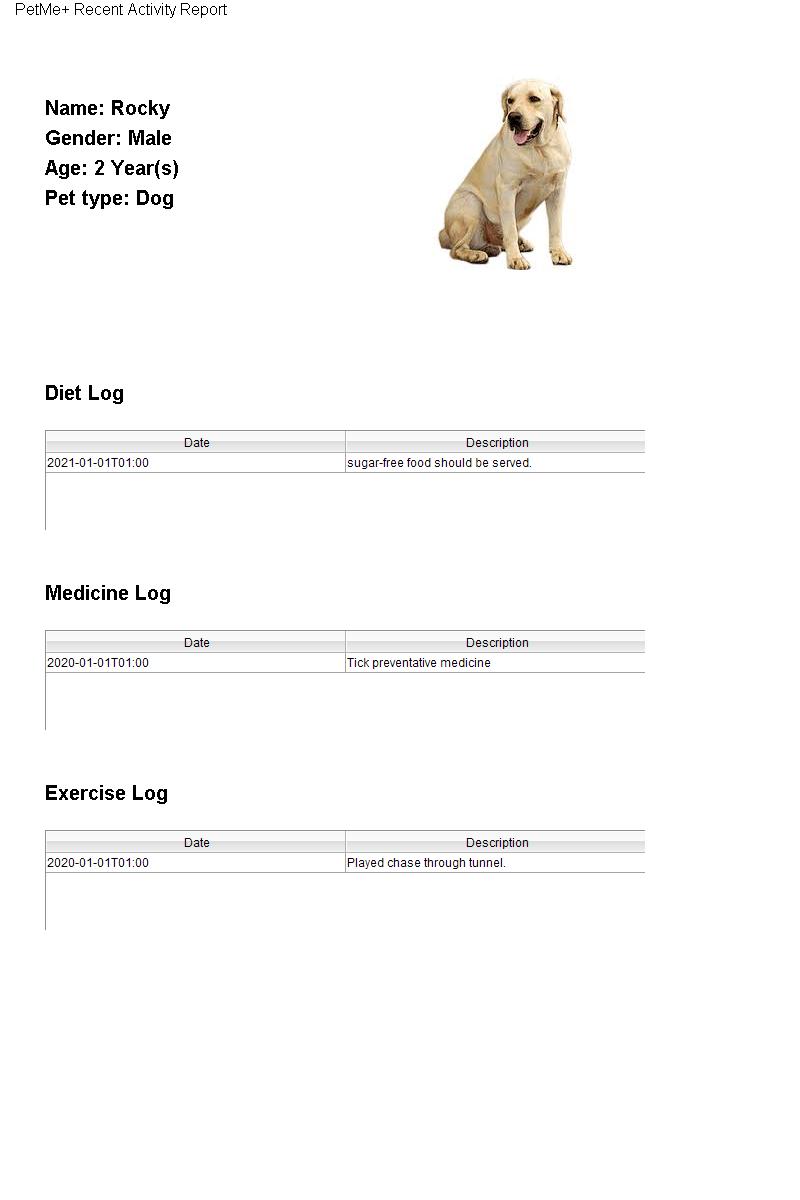 PetMe+ Recent Activity Report
Name: Rocky
Gender: Male
Age: 2 Year(s)
Pet type: Dog
Diet Log
Date Description
2021-01-01T01:00 sugar-free food should be served.
Medicine Log
Date Description
2020-01-01T01:00 Tick preventative medicine
Exercise Log
Date Description
2020-01-01T01:00 Played chase through tunnel.